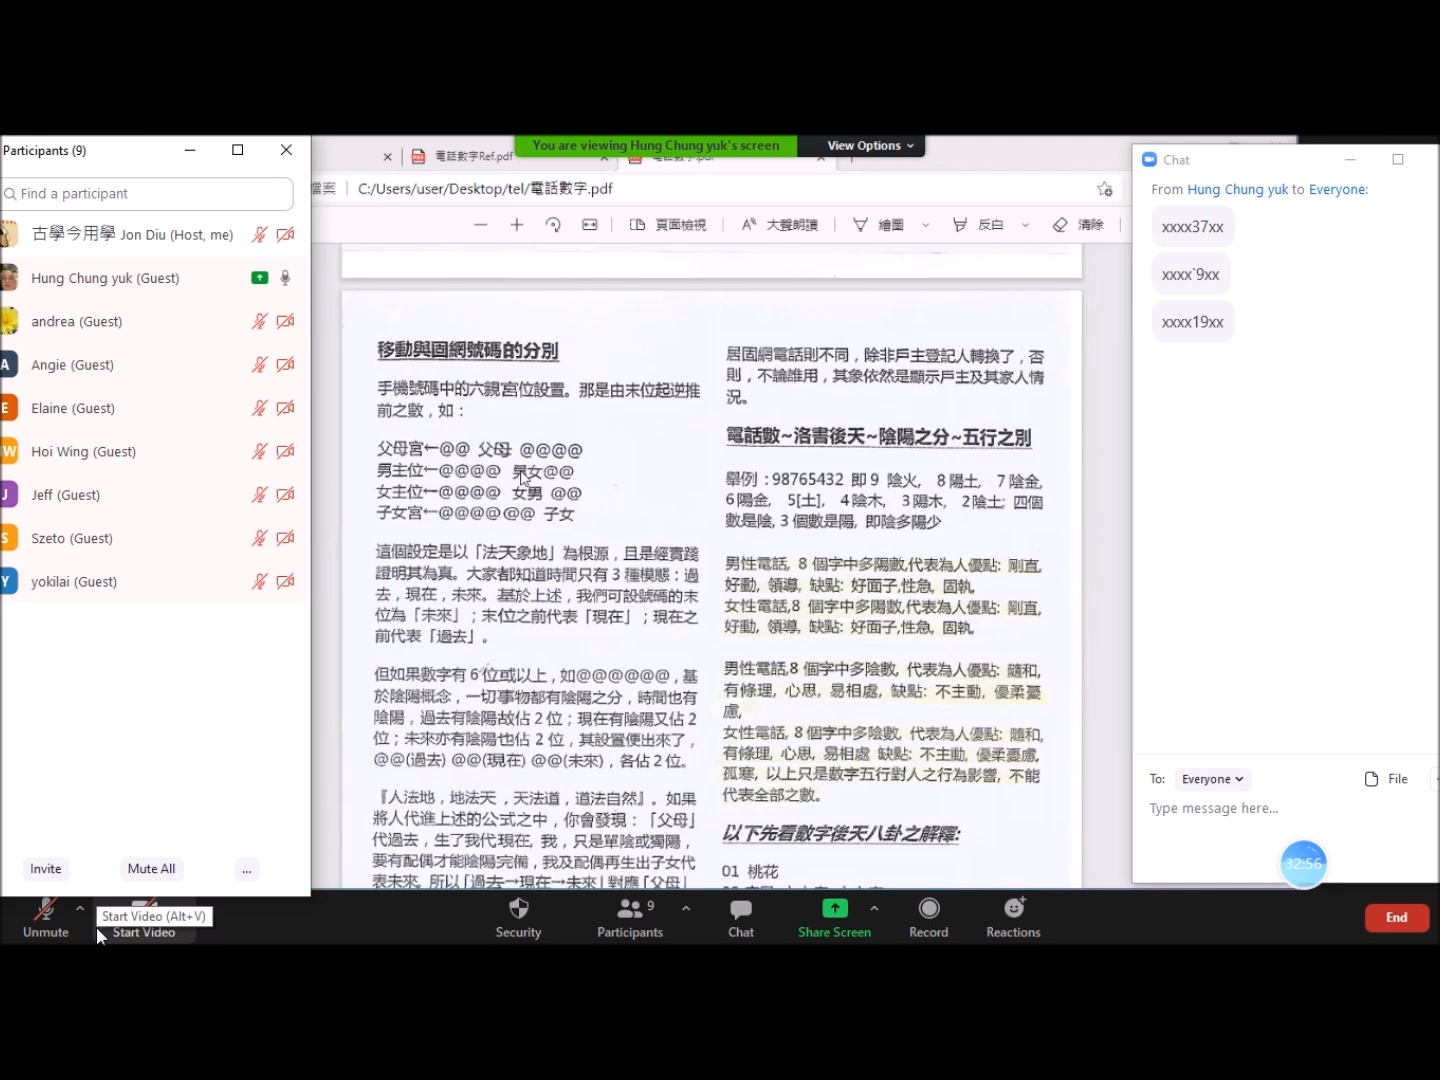 Participants (9)
Find a participant
古學今用學 Jon Diu (Host, me)
Hung Chung yuk (Guest)
andrea (Guest)
A
Angie (Guest)
E
Elaine (Guest)
W
Hoi Wing (Guest)
J
Jeff (Guest)
S
Szeto (Guest)
Y
yokilai (Guest)
Invite
Mute All
...
電話數字Ref.pdf
You are viewing Hung Chung yuk's screen
View Options
檔案
C:/Users/user/Desktop/tel/電話數字.pdf
頁面檢視
大聲朗讀
繪圖
反白
清除
移動與固網號碼的分別
手機號碼中的六親宮位設置。那是由末位起逆推
前之數，如：
父母宮←@@ 父母 @@@@
男主位←@@@@ 男女@@
女主位←@@@@ 女男 @@
子女宮←@@@@@@ 子女
這個設定是以「法天象地」為根源，且是經實踐
證明其為真。大家都知道時間只有 3 種模態：過
去，現在，未來。基於上述，我們可設號碼的末
位為「未來」；末位之前代表「現在」；現在之
前代表「過去」。
但如果數字有 6 位或以上，如@@@@@@，基
於陰陽概念，一切事物都有陰陽之分，時間也有
陰陽，過去有陰陽故佔 2 位；現在有陰陽又佔 2
位；未來亦有陰陽也佔 2 位，其設置便出來了，
@@(過去) @@(現在) @@(未來)，各佔 2 位。
『人法地，地法天，天法道，道法自然』。如果
將人代進上述的公式之中，你會發現：「父母」
代過去，生了我代現在, 我，只是單陰或獨陽，
要有配偶才能陰陽完備，我及配偶再生出子女代
表未來。所以「過去→現在→未來」對應「父母」
居固網電話則不同，除非戶主登記人轉換了，否
則，不論誰用，其象依然是顯示戶主及其家人情
況。
電話數~洛書後天~陰陽之分~五行之別
舉例：98765432 即 9 陰火, 8 陽土, 7 陰金,
6 陽金, 5[土], 4 陰木, 3 陽木, 2 陰土; 四個
數是陰, 3 個數是陽, 即陰多陽少
男性電話, 8 個字中多陽數,代表為人優點: 剛直,
好動, 領導, 缺點: 好面子,性急, 固執,
女性電話,8 個字中多陽數,代表為人優點: 剛直,
好動, 領導, 缺點: 好面子,性急, 固執,
男性電話,8 個字中多陰數, 代表為人優點: 隨和,
有條理, 心思, 易相處, 缺點: 不主動, 優柔憂
慮,
女性電話, 8 個字中多陰數, 代表為人優點: 隨和,
有條理, 心思, 易相處 缺點: 不主動, 優柔憂慮,
孤寒, 以上只是數字五行對人之行為影響, 不能
代表全部之數。
以下先看數字後天八卦之解釋:
01 桃花
Chat
From Hung Chung yuk to Everyone:
xxxx37xx
xxxx`9xx
xxxx19xx
To: Everyone
File
Type message here...
32:56
Unmute
Start Video (Alt+V)
Start Video
Security
9
Participants
Chat
Share Screen
Record
Reactions
End